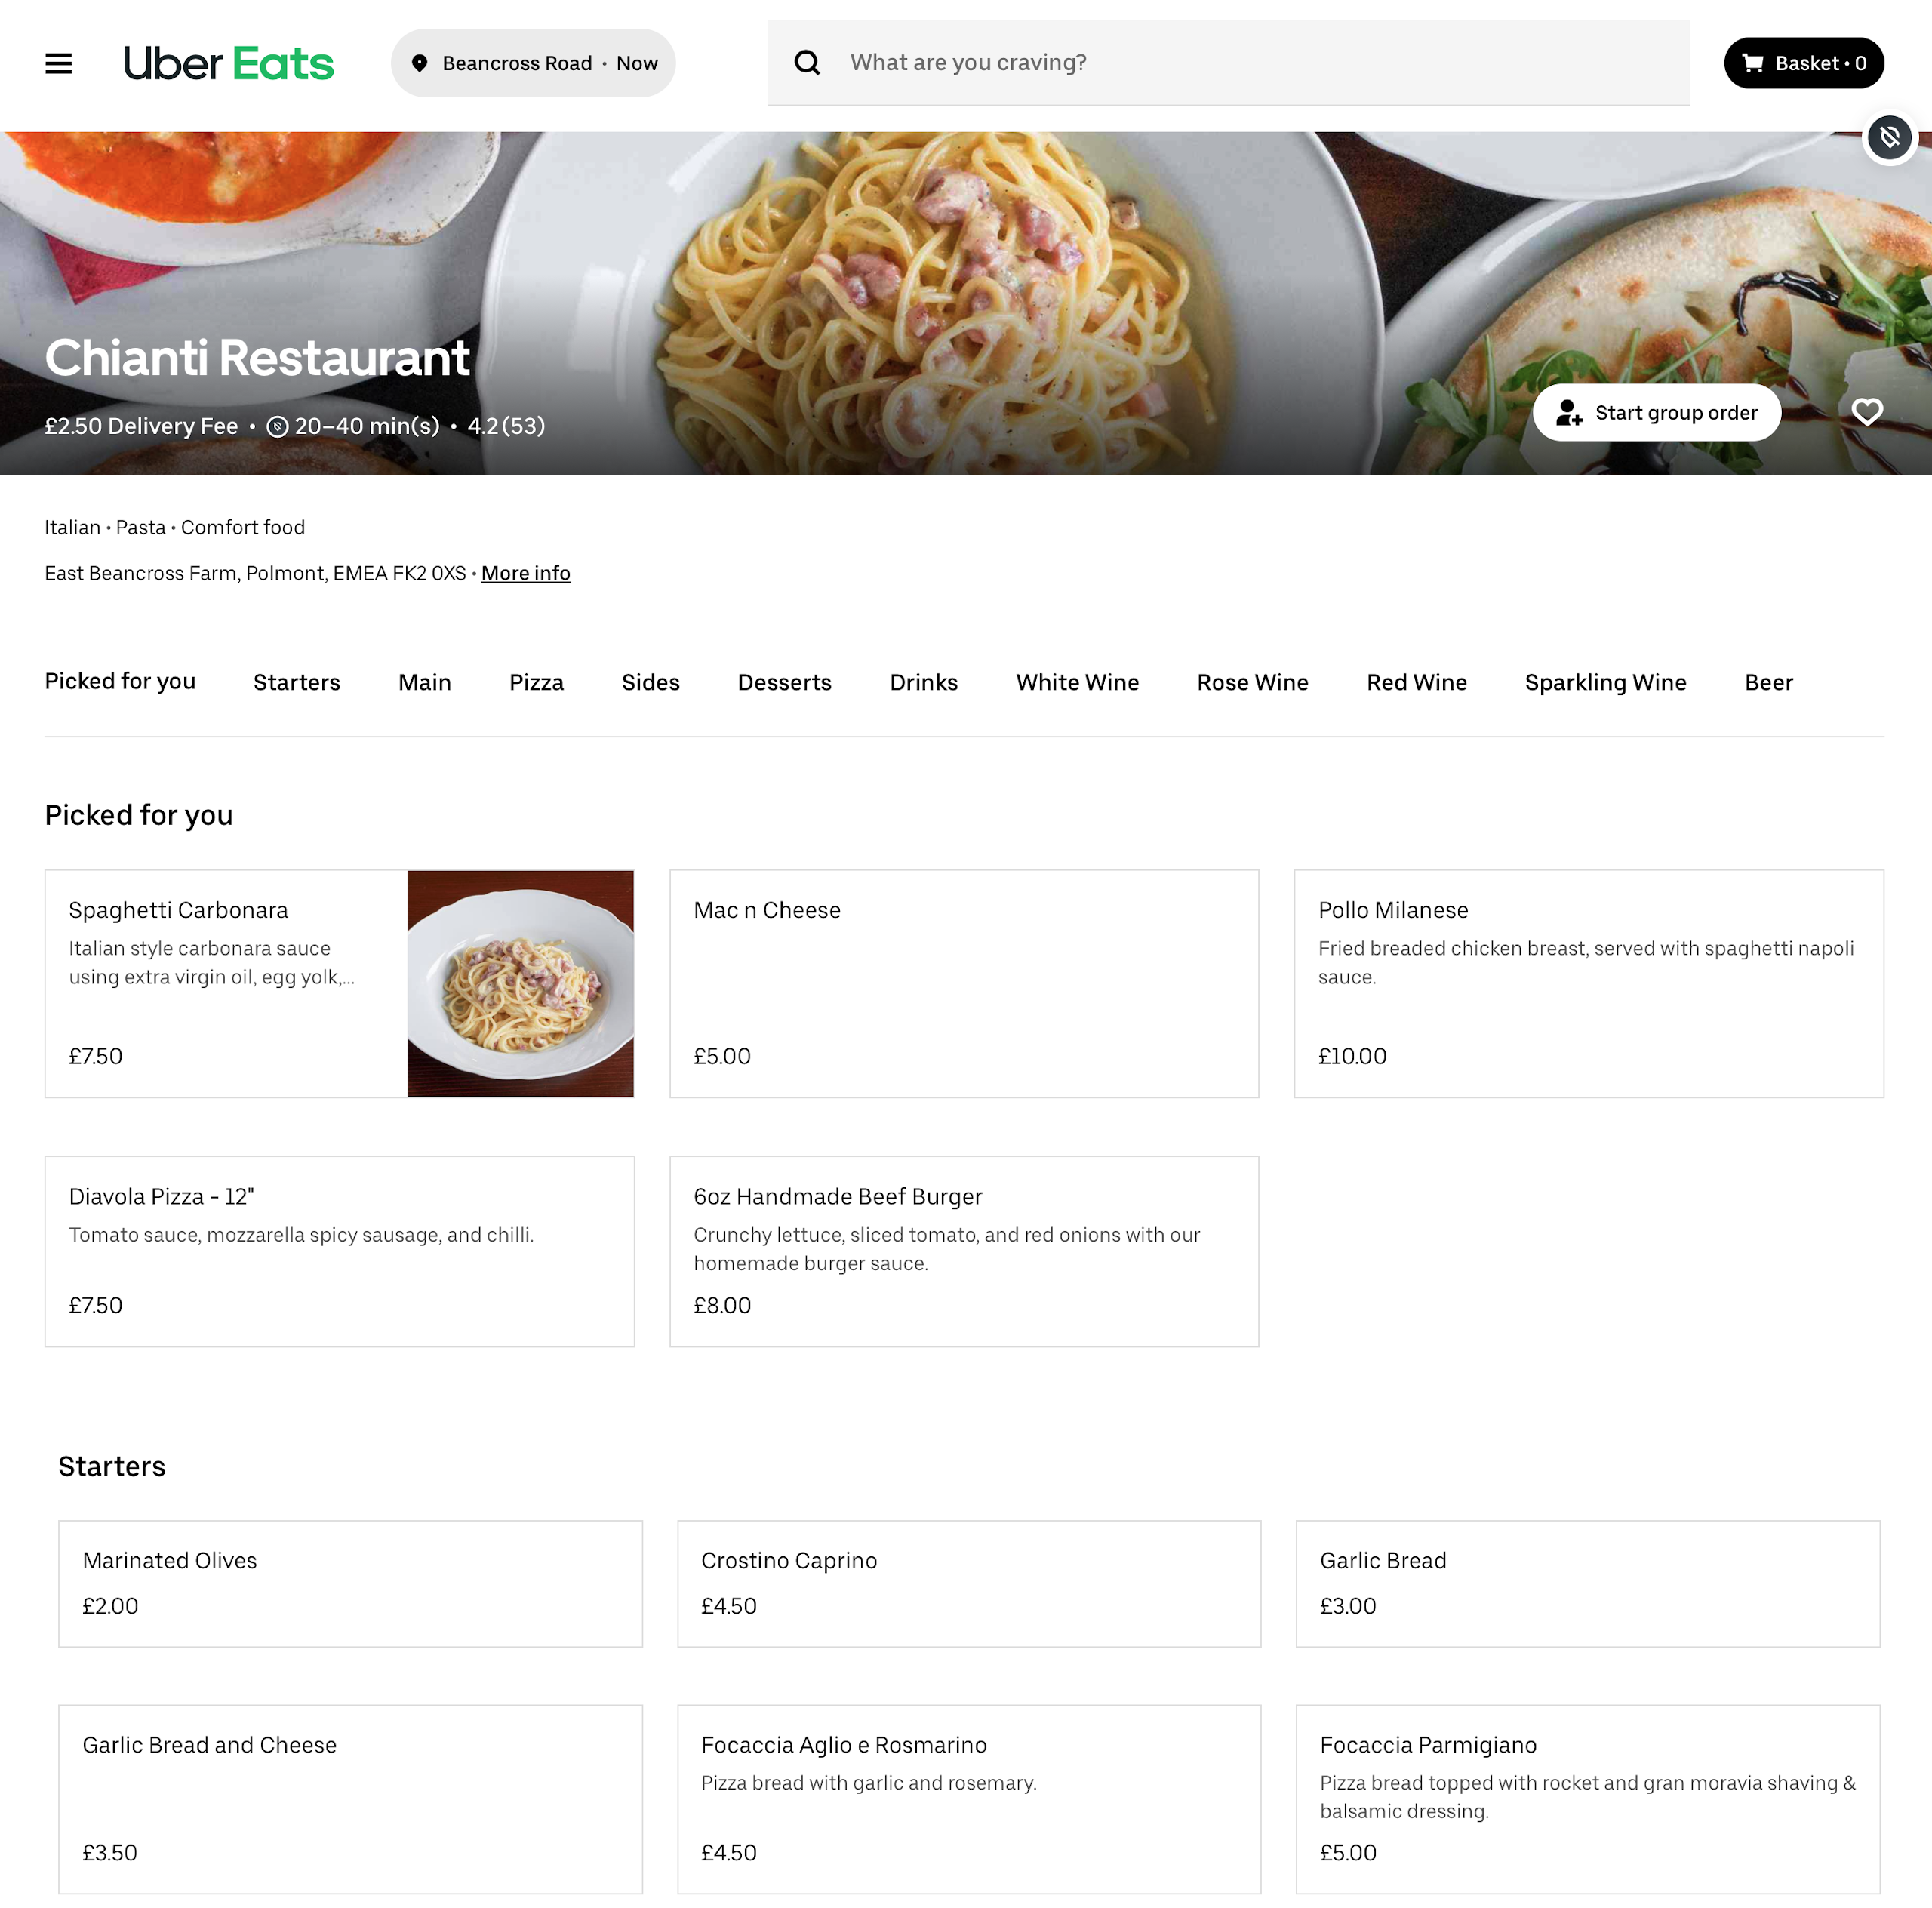 Uber Eats
Beancross Road • Now
What are you craving?
Basket • 0
Chianti Restaurant
£2.50 Delivery Fee • 20–40 min(s) • 4.2 (53)
Start group order
Italian • Pasta • Comfort food
East Beancross Farm, Polmont, EMEA FK2 0XS • More info
Picked for you Starters Main Pizza Sides Desserts Drinks White Wine Rose Wine Red Wine Sparkling Wine Beer
Picked for you
Spaghetti Carbonara
Italian style carbonara sauce
using extra virgin oil, egg yolk,...
£7.50
Mac n Cheese
£5.00
Pollo Milanese
Fried breaded chicken breast, served with spaghetti napoli
sauce.
£10.00
Diavola Pizza - 12"
Tomato sauce, mozzarella spicy sausage, and chilli.
£7.50
6oz Handmade Beef Burger
Crunchy lettuce, sliced tomato, and red onions with our
homemade burger sauce.
£8.00
Starters
Marinated Olives
£2.00
Crostino Caprino
£4.50
Garlic Bread
£3.00
Garlic Bread and Cheese
£3.50
Focaccia Aglio e Rosmarino
Pizza bread with garlic and rosemary.
£4.50
Focaccia Parmigiano
Pizza bread topped with rocket and gran moravia shaving &
balsamic dressing.
£5.00